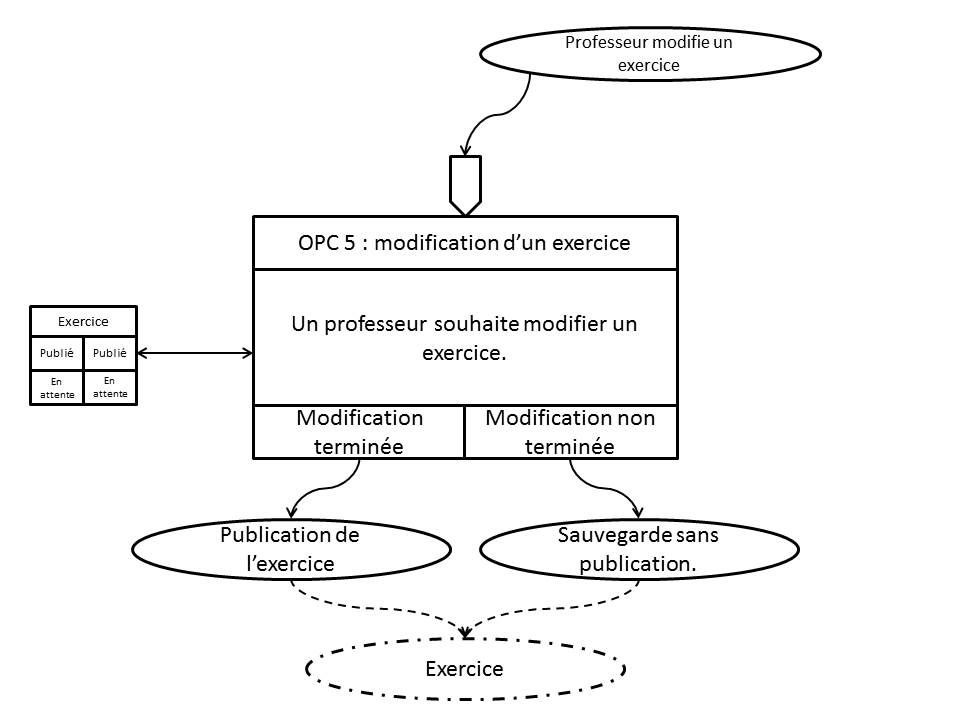 Professeur modifie un
exercice
OPC 5 : modification d’un exercice
Un professeur souhaite modifier un
exercice.
Exercice
Publié
Publié
En
attente
En
attente
Modification
terminée
Modification non
terminée
Publication de
l’exercice
Sauvegarde sans
publication.
Exercice